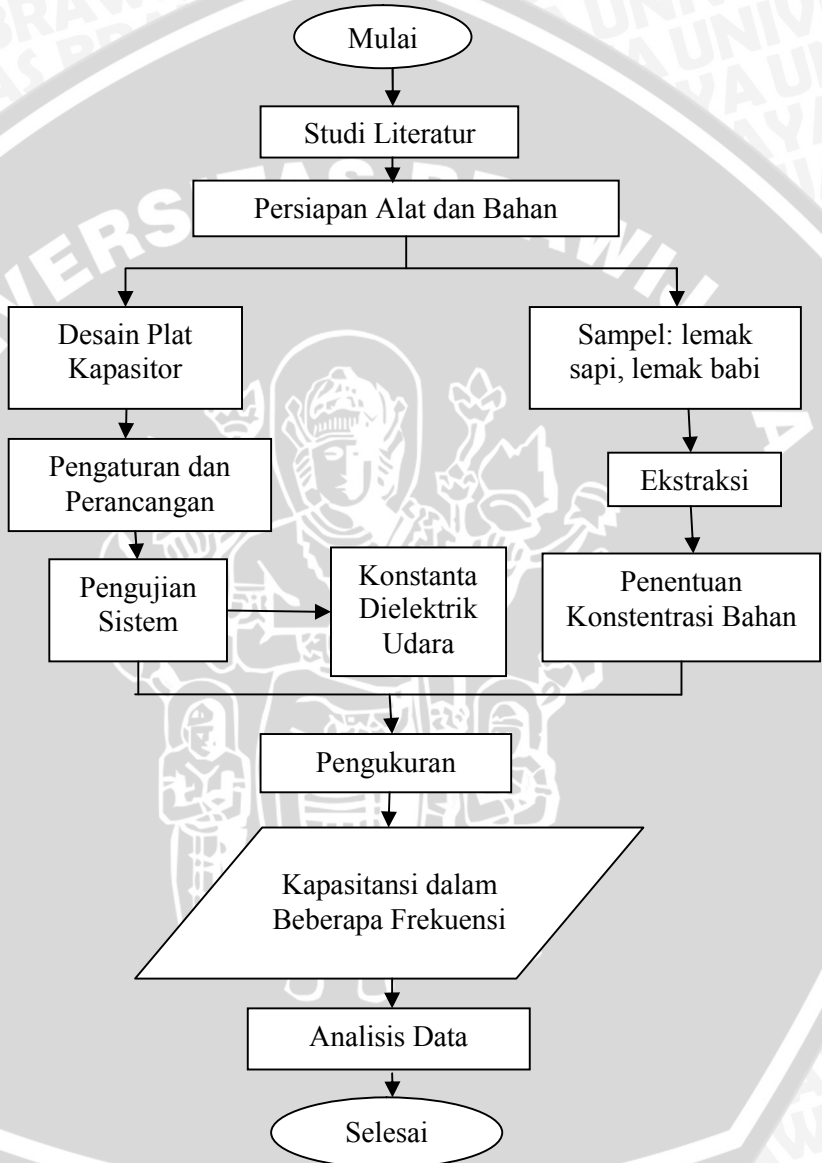 Mulai
Studi Literatur
Persiapan Alat dan Bahan
Desain Plat
Kapasitor
Sampel: lemak
sapi, lemak babi
Pengaturan dan
Perancangan
Ekstraksi
Pengujian
Sistem
Konstanta
Dielektrik
Udara
Penentuan
Konstentrasi Bahan
Pengukuran
Kapasitansi dalam
Beberapa Frekuensi
Analisis Data
Selesai